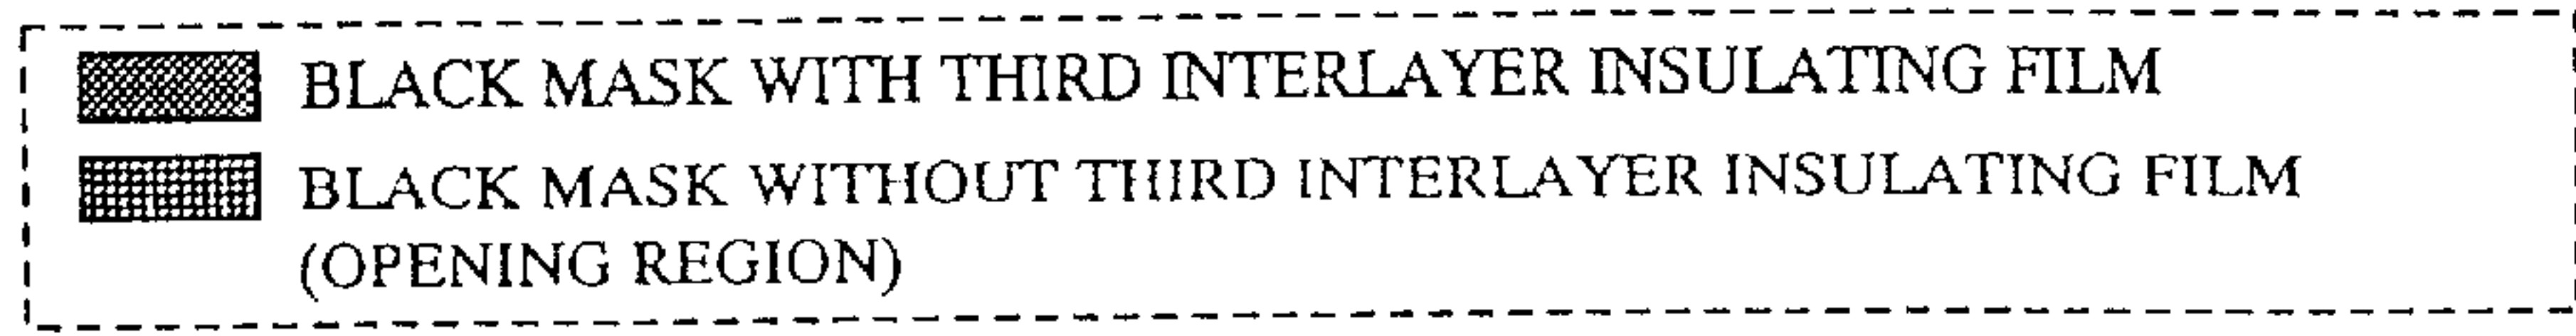 BLACK MASK WITH THIRD INTERLAYER INSULATING FILM
BLACK MASK WITHOUT THIRD INTERLAYER INSULATING FILM
(OPENING REGION)